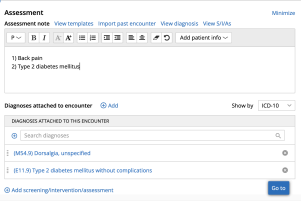 Assessment
Minimize
Assessment note View templates Import past encounter View diagnosis View S/I/As
P B I A A Add patient info
1) Back pain
2) Type 2 diabetes mellitus
Diagnoses attached to encounter Add Show by ICD-10
DIAGNOSES ATTACHED TO THIS ENCOUNTER
Search diagnoses
(M54.9) Dorsalgia, unspecified
(E11.9) Type 2 diabetes mellitus without complications
Add screening/intervention/assessment
Go to